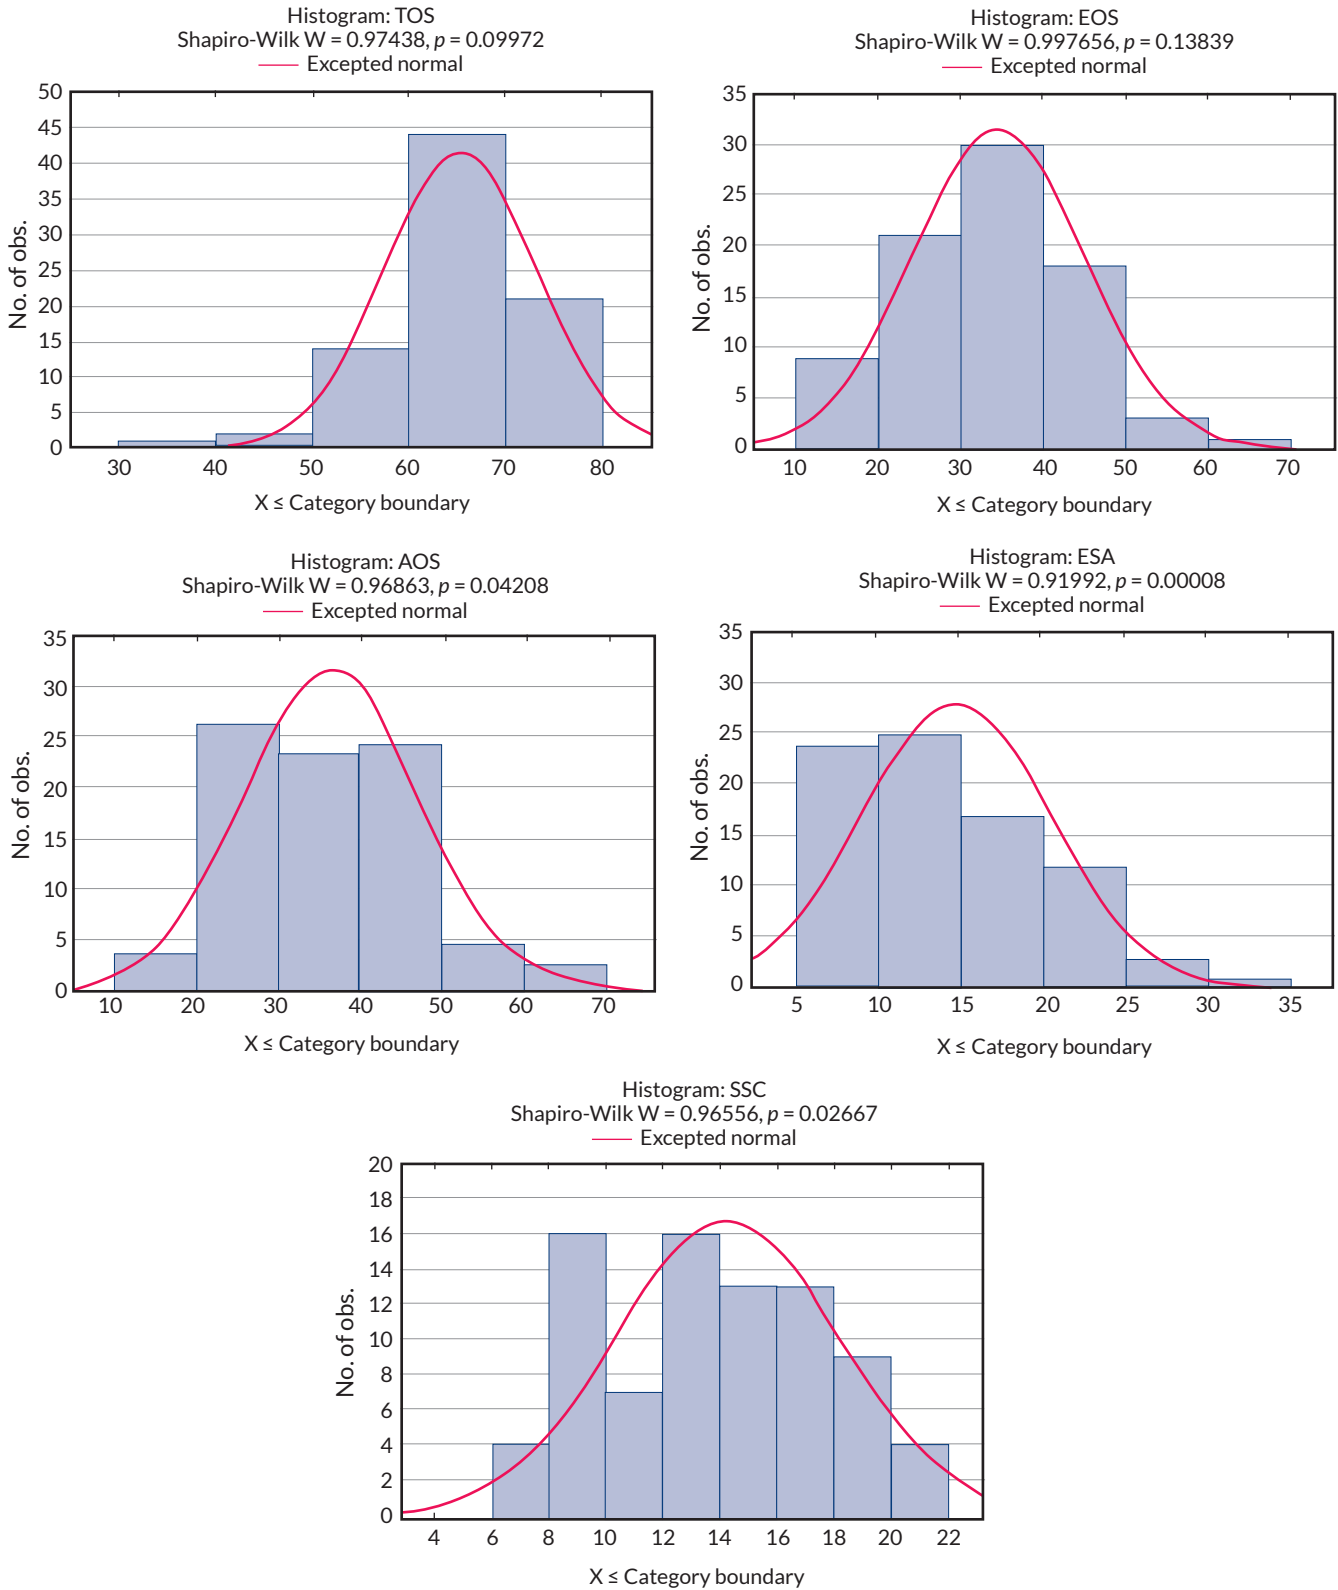 Histogram: TOS
Shapiro-Wilk W = 0.97438, p = 0.09972
Excepted normal
50
45
40
35
30
25
20
15
10
5
0
No. of obs.
30 40 50 60 70 80
X ≤ Category boundary
Histogram: EOS
Shapiro-Wilk W = 0.997656, p = 0.13839
Excepted normal
35
30
25
20
15
10
5
0
No. of obs.
10 20 30 40 50 60 70
X ≤ Category boundary
Histogram: AOS
Shapiro-Wilk W = 0.96863, p = 0.04208
Excepted normal
35
30
25
20
15
10
5
0
No. of obs.
10 20 30 40 50 60 70
X ≤ Category boundary
Histogram: ESA
Shapiro-Wilk W = 0.91992, p = 0.00008
Excepted normal
35
30
25
20
15
10
5
0
No. of obs.
5 10 15 20 25 30 35
X ≤ Category boundary
Histogram: SSC
Shapiro-Wilk W = 0.96556, p = 0.02667
Excepted normal
20
18
16
14
12
10
8
6
4
2
0
No. of obs.
4 6 8 10 12 14 16 18 20 22
X ≤ Category boundary